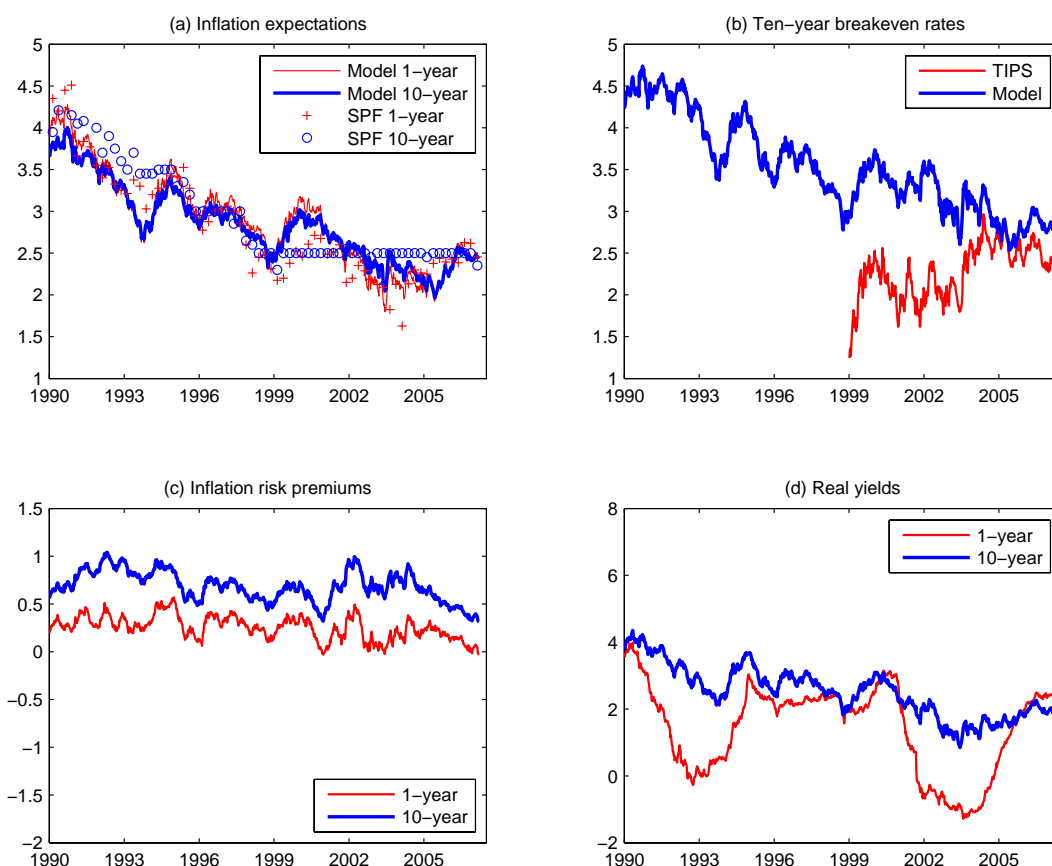 (a) Inflation expectations
5
4.5
4
3.5
3
2.5
2
1.5
1
1990 1993 1996 1999 2002 2005
Model 1−year
Model 10−year
SPF 1−year
SPF 10−year
(b) Ten−year breakeven rates
5
4.5
4
3.5
3
2.5
2
1.5
1
1990 1993 1996 1999 2002 2005
TIPS
Model
(c) Inflation risk premiums
1.5
1
0.5
0
−0.5
−1
−1.5
−2
1990 1993 1996 1999 2002 2005
1−year
10−year
(d) Real yields
8
6
4
2
0
−2
1990 1993 1996 1999 2002 2005
1−year
10−year